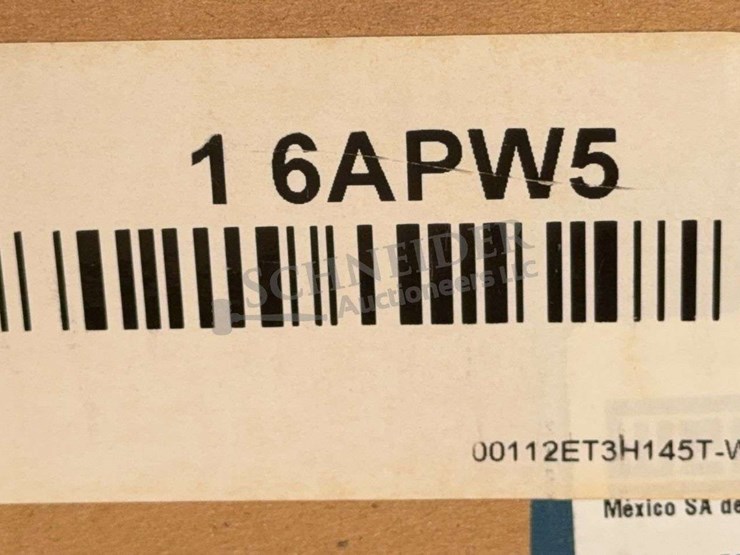 1 6APW5
SCHNEIDER
Auctioneers LLC
00112ET3H145T-W
México SA de